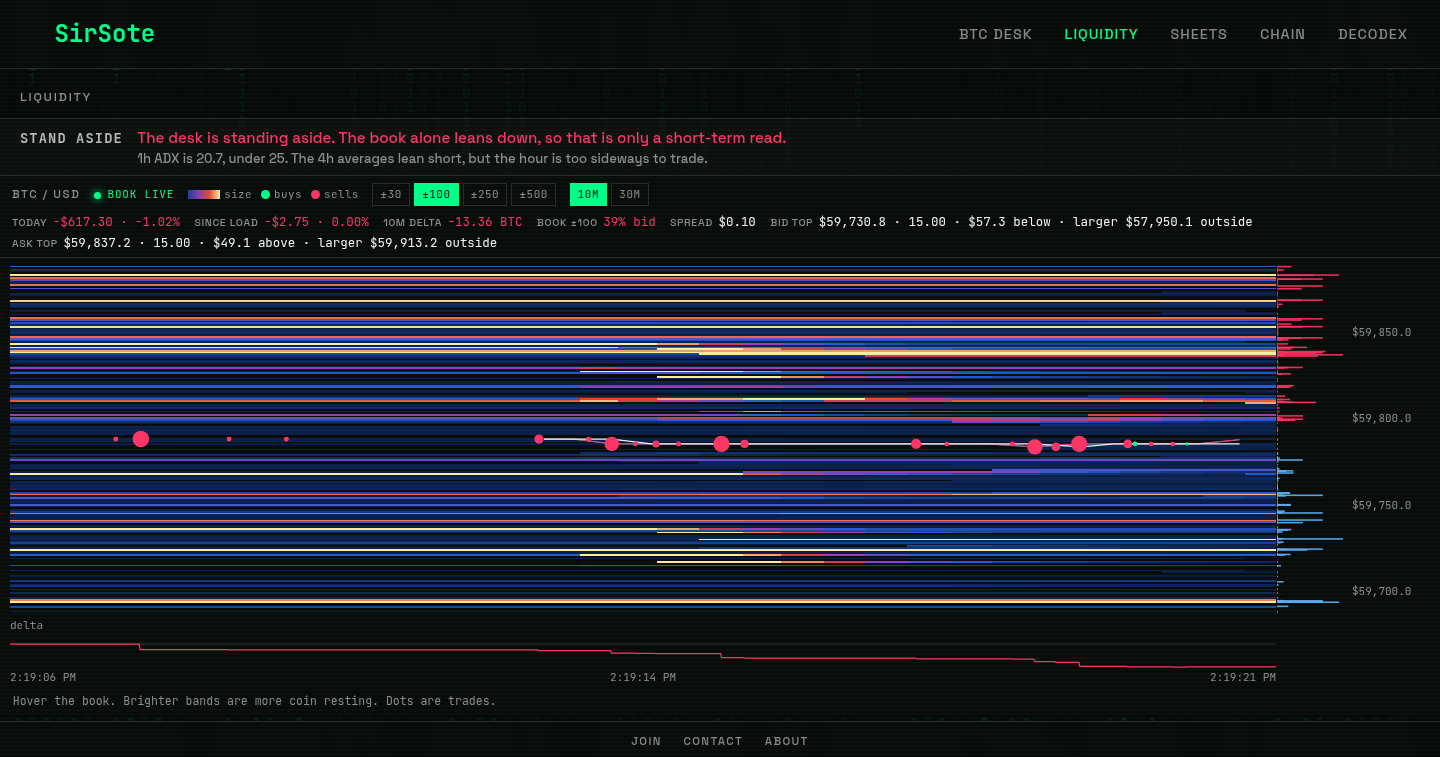 SirSote
BTC DESK LIQUIDITY SHEETS CHAIN DECODEX
LIQUIDITY
STAND ASIDE The desk is standing aside. The book alone leans down, so that is only a short-term read.
1h ADX is 20.7, under 25. The 4h averages lean short, but the hour is too sideways to trade.
BTC / USD BOOK LIVE size buys sells ±30 ±100 ±250 ±500 10M 30M
TODAY -$617.30 · -1.02% SINCE LOAD -$2.75 · 0.00% 10M DELTA -13.36 BTC BOOK ±100 39% bid SPREAD $0.10 BID TOP $59,730.8 · 15.00 · $57.3 below · larger $57,950.1 outside
ASK TOP $59,837.2 · 15.00 · $49.1 above · larger $59,913.2 outside
$59,850.0
$59,800.0
$59,750.0
$59,700.0
delta
2:19:06 PM 2:19:14 PM 2:19:21 PM
Hover the book. Brighter bands are more coin resting. Dots are trades.
JOIN CONTACT ABOUT